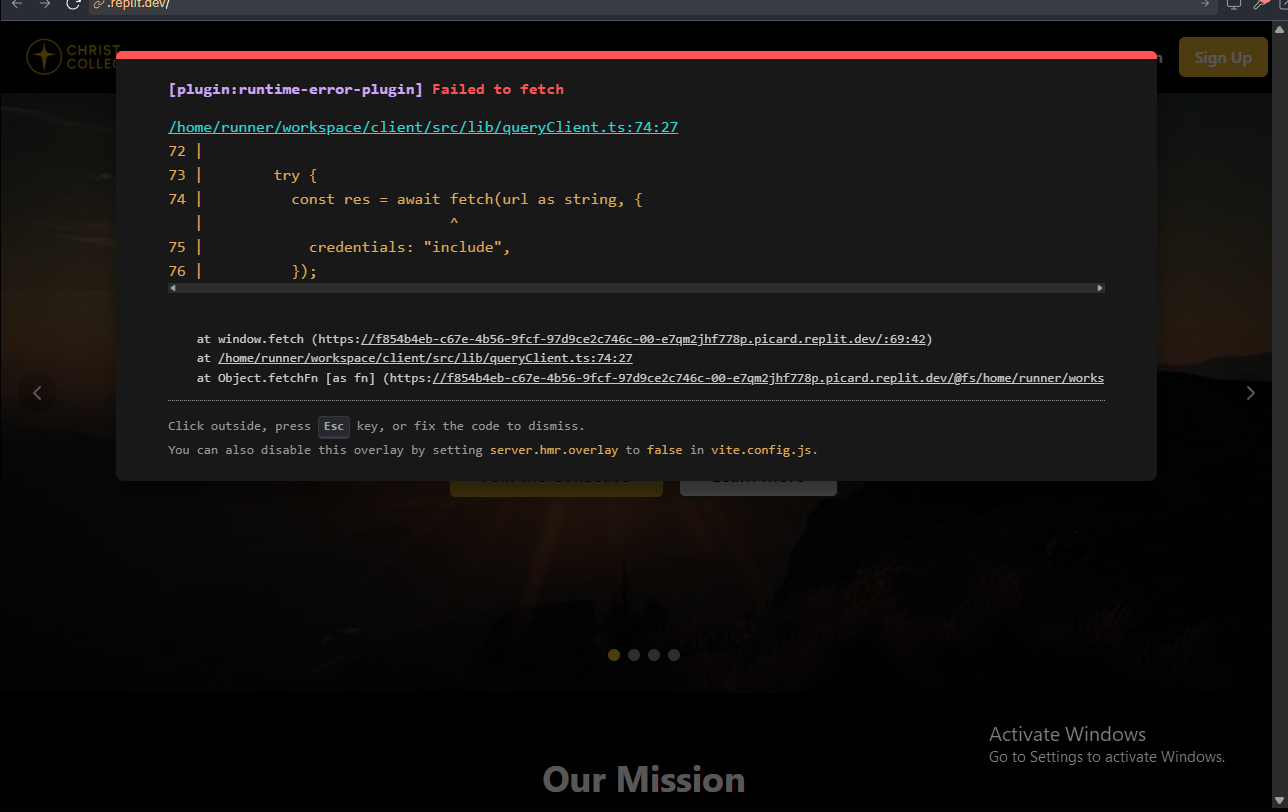 .replit.dev/
CHRIST
COLLEC
n
Sign Up
[plugin:runtime-error-plugin] Failed to fetch
/home/runner/workspace/client/src/lib/queryClient.ts:74:27
72 |
73 |        try {
74 |          const res = await fetch(url as string, {
|                            ^
75 |            credentials: "include",
76 |          });
at window.fetch (https://f854b4eb-c67e-4b56-9fcf-97d9ce2c746c-00-e7qm2jhf778p.picard.replit.dev/:69:42)
at /home/runner/workspace/client/src/lib/queryClient.ts:74:27
at Object.fetchFn [as fn] (https://f854b4eb-c67e-4b56-9fcf-97d9ce2c746c-00-e7qm2jhf778p.picard.replit.dev/@fs/home/runner/works
Click outside, press Esc key, or fix the code to dismiss.
You can also disable this overlay by setting server.hmr.overlay to false in vite.config.js.
Learn More
Activate Windows
Go to Settings to activate Windows.
Our Mission